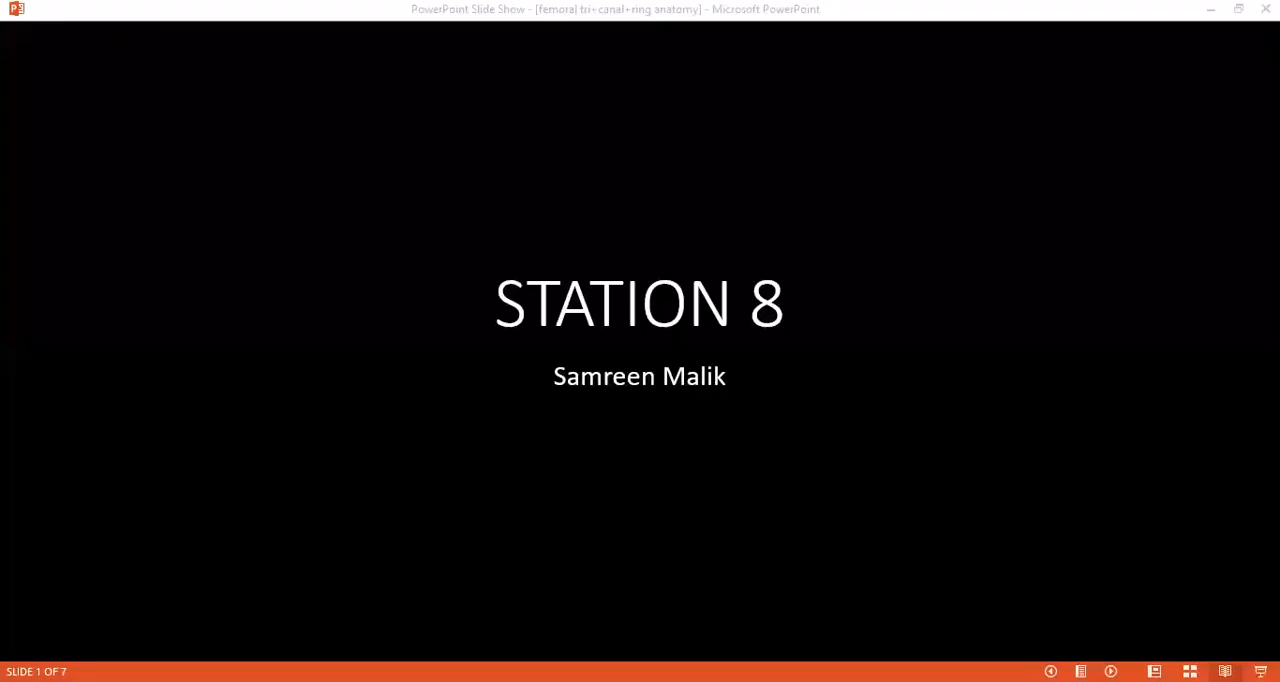 PowerPoint Slide Show - [femoral tri+canal+ring anatomy] - Microsoft PowerPoint
STATION 8
Samreen Malik
SLIDE 1 OF 7